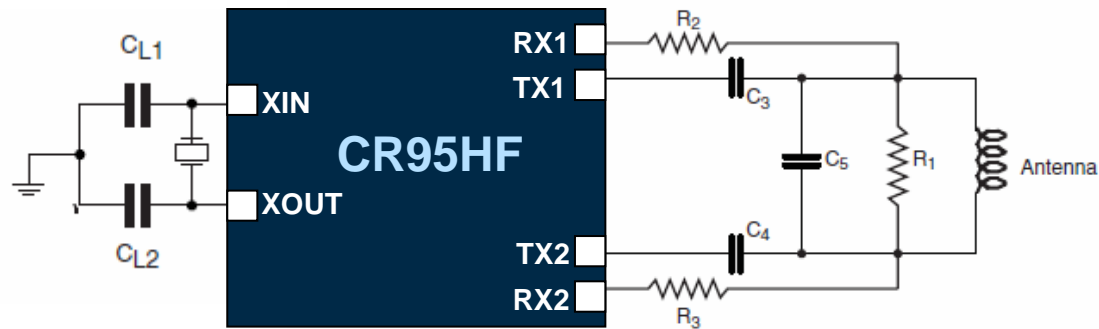 CL1
CL2
XIN
XOUT
CR95HF
RX1
TX1
TX2
RX2
R2
C3
C5
R1
Antenna
C4
R3